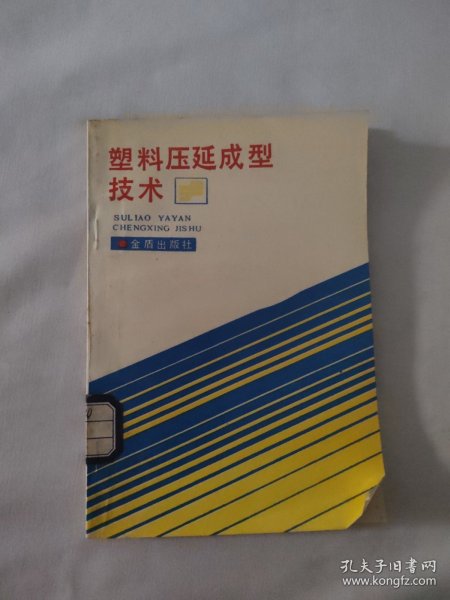 塑料压延成型
技术
SULIAO YAYAN
CHENGXING JISHU
金盾出版社
孔夫子旧书网
www.kongfz.com